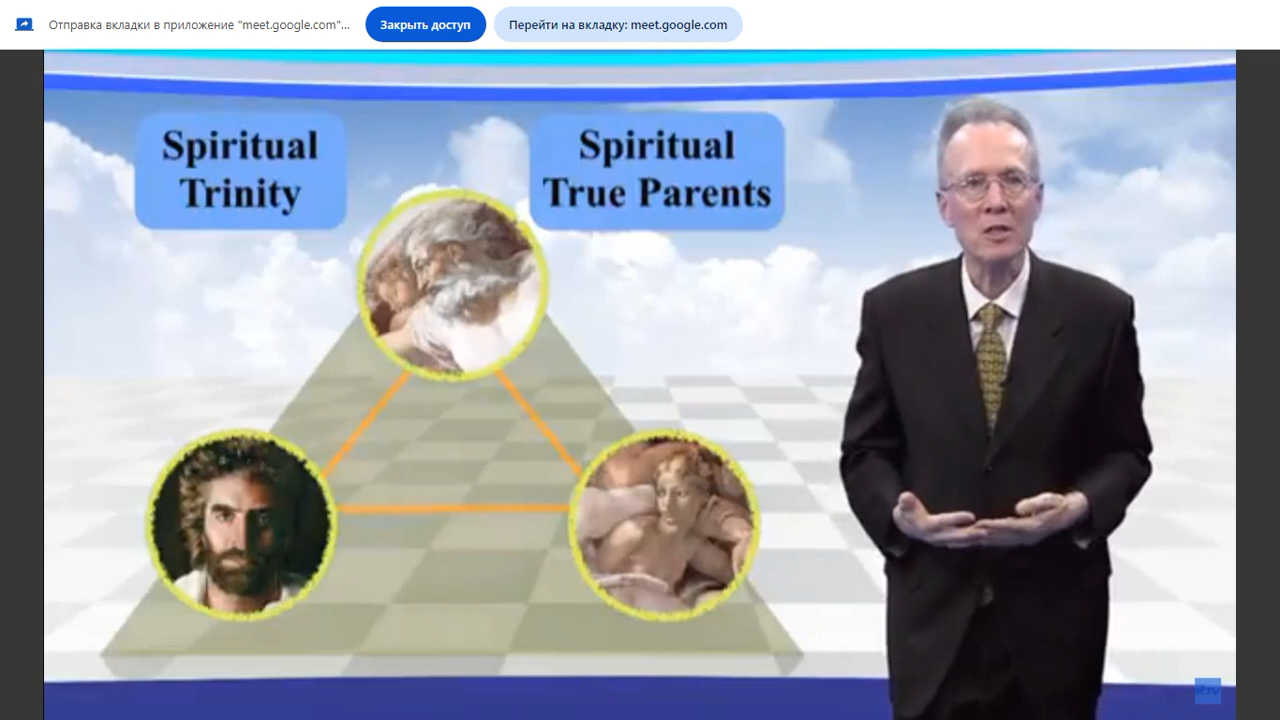 Отправка вкладки в приложение "meet.google.com"...
Закрыть доступ
Перейти на вкладку: meet.google.com
Spiritual
Trinity
Spiritual
True Parents